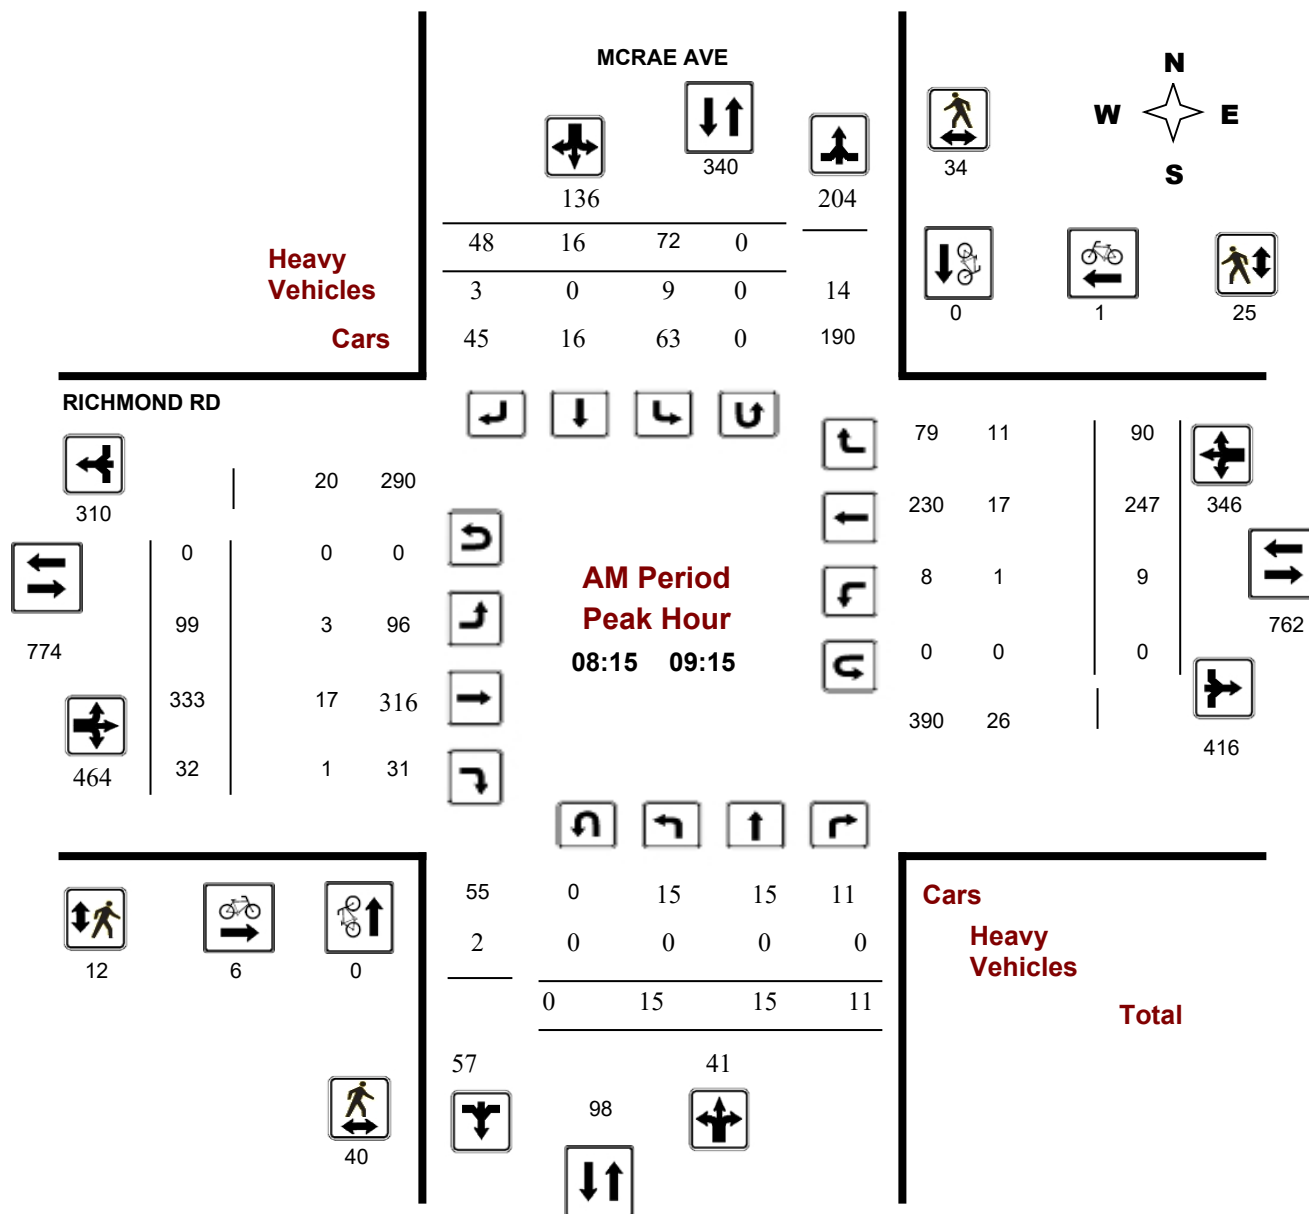 MCRAE AVE
N
W E
S
340
34
136 204
48 16 72 0
Heavy
Vehicles
3 0 9 0 14
Cars
45 16 63 0 190
0 1 25
RICHMOND RD
79 11 90
20 290
310
230 17 247 346
0 0 0
AM Period
8 1 9
Peak Hour
99 3 96
762
774
08:15 09:15
0 0 0
333 17 316
390 26
416
464
32 1 31
55 0 15 15 11
Cars
2 0 0 0 0
Heavy
Vehicles
12 6 0
0 15 15 11
Total
57 41
98
40